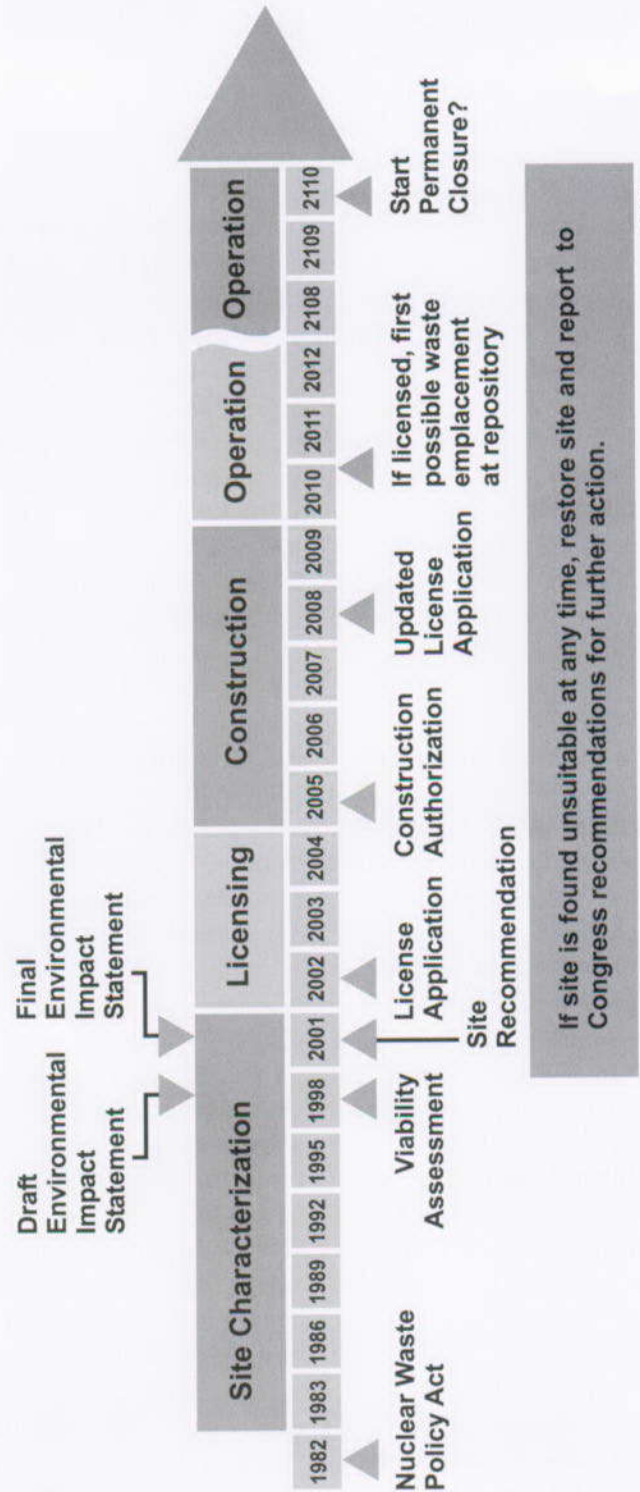 Draft
Environmental
Impact
Statement
Final
Environmental
Impact
Statement
Site Characterization
Licensing
Construction
Operation
Operation
1982
1983
1986
1989
1992
1995
1998
2001
2002
2003
2004
2005
2006
2007
2008
2009
2010
2011
2012
2108
2109
2110
Nuclear Waste
Policy Act
Viability
Assessment
Site
Recommendation
License
Application
Construction
Authorization
Updated
License
Application
If licensed, first
possible waste
emplacement
at repository
Start
Permanent
Closure?
If site is found unsuitable at any time, restore site and report to
Congress recommendations for further action.